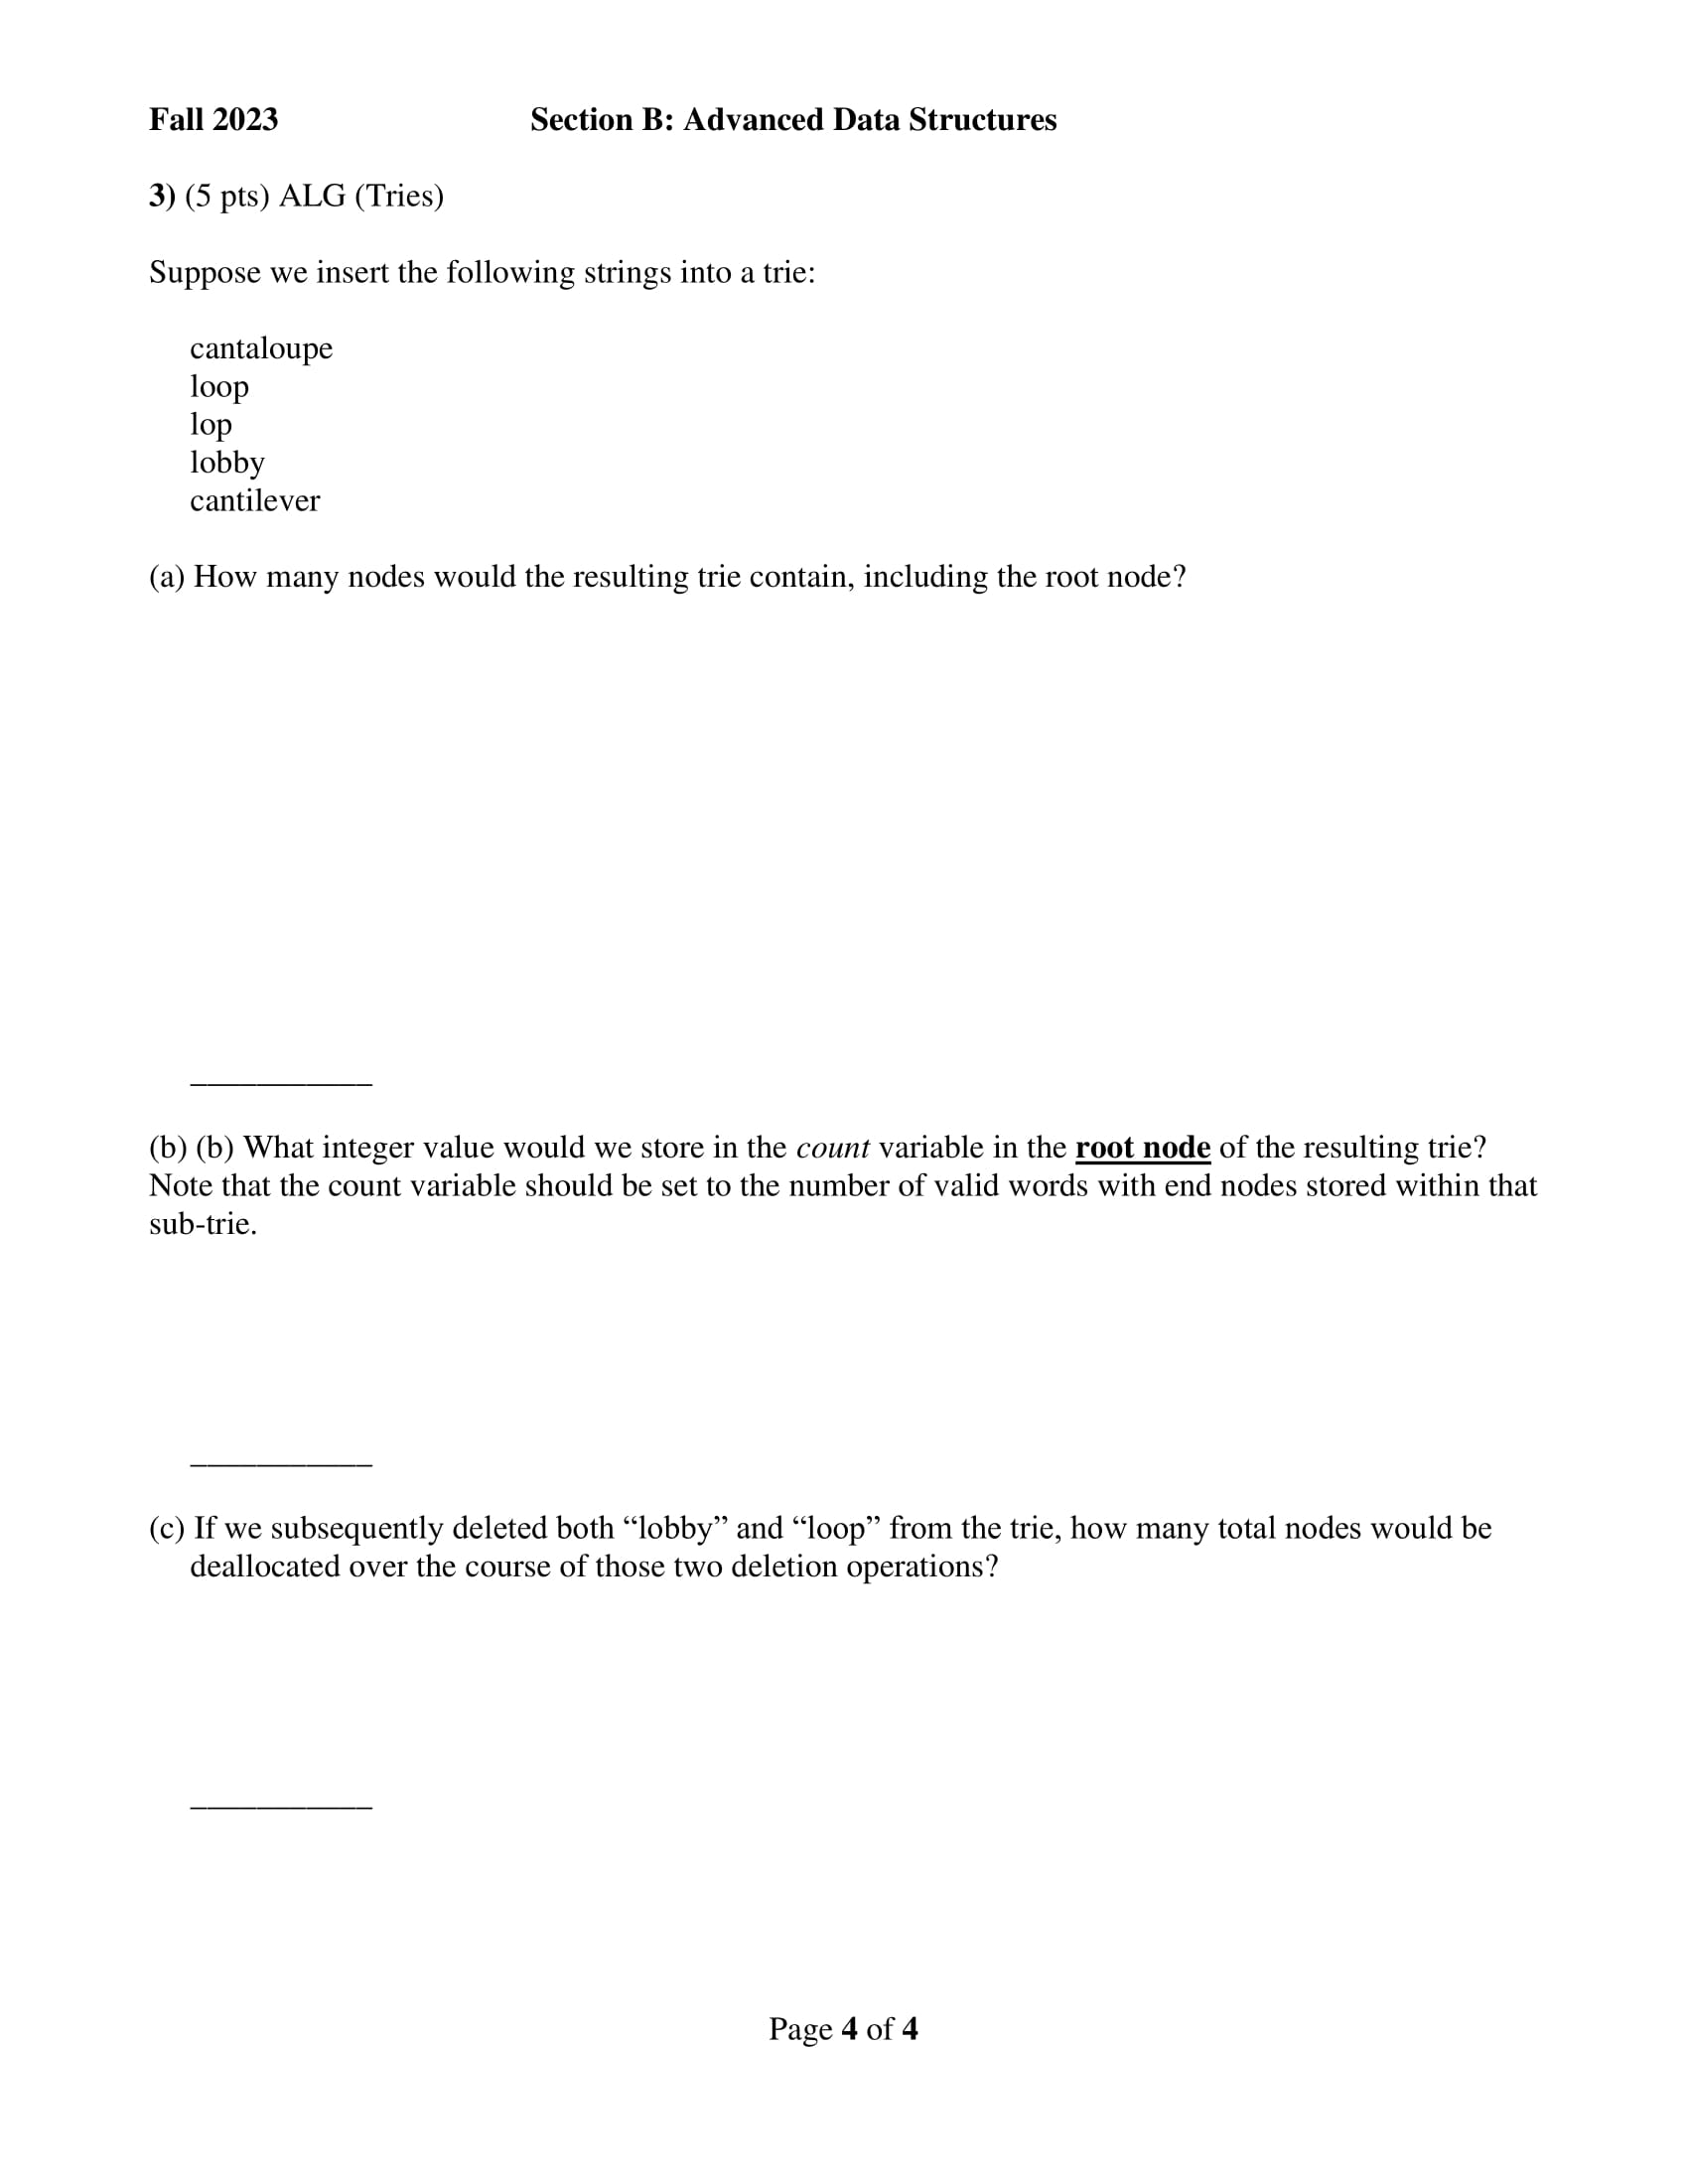 Fall 2023 Section B: Advanced Data Structures
3) (5 pts) ALG (Tries)
Suppose we insert the following strings into a trie:
cantaloupe
loop
lop
lobby
cantilever
(a) How many nodes would the resulting trie contain, including the root node?
___________
(b) (b) What integer value would we store in the count variable in the root node of the resulting trie?
Note that the count variable should be set to the number of valid words with end nodes stored within that
sub-trie.
___________
(c) If we subsequently deleted both “lobby” and “loop” from the trie, how many total nodes would be
deallocated over the course of those two deletion operations?
___________
Page 4 of 4